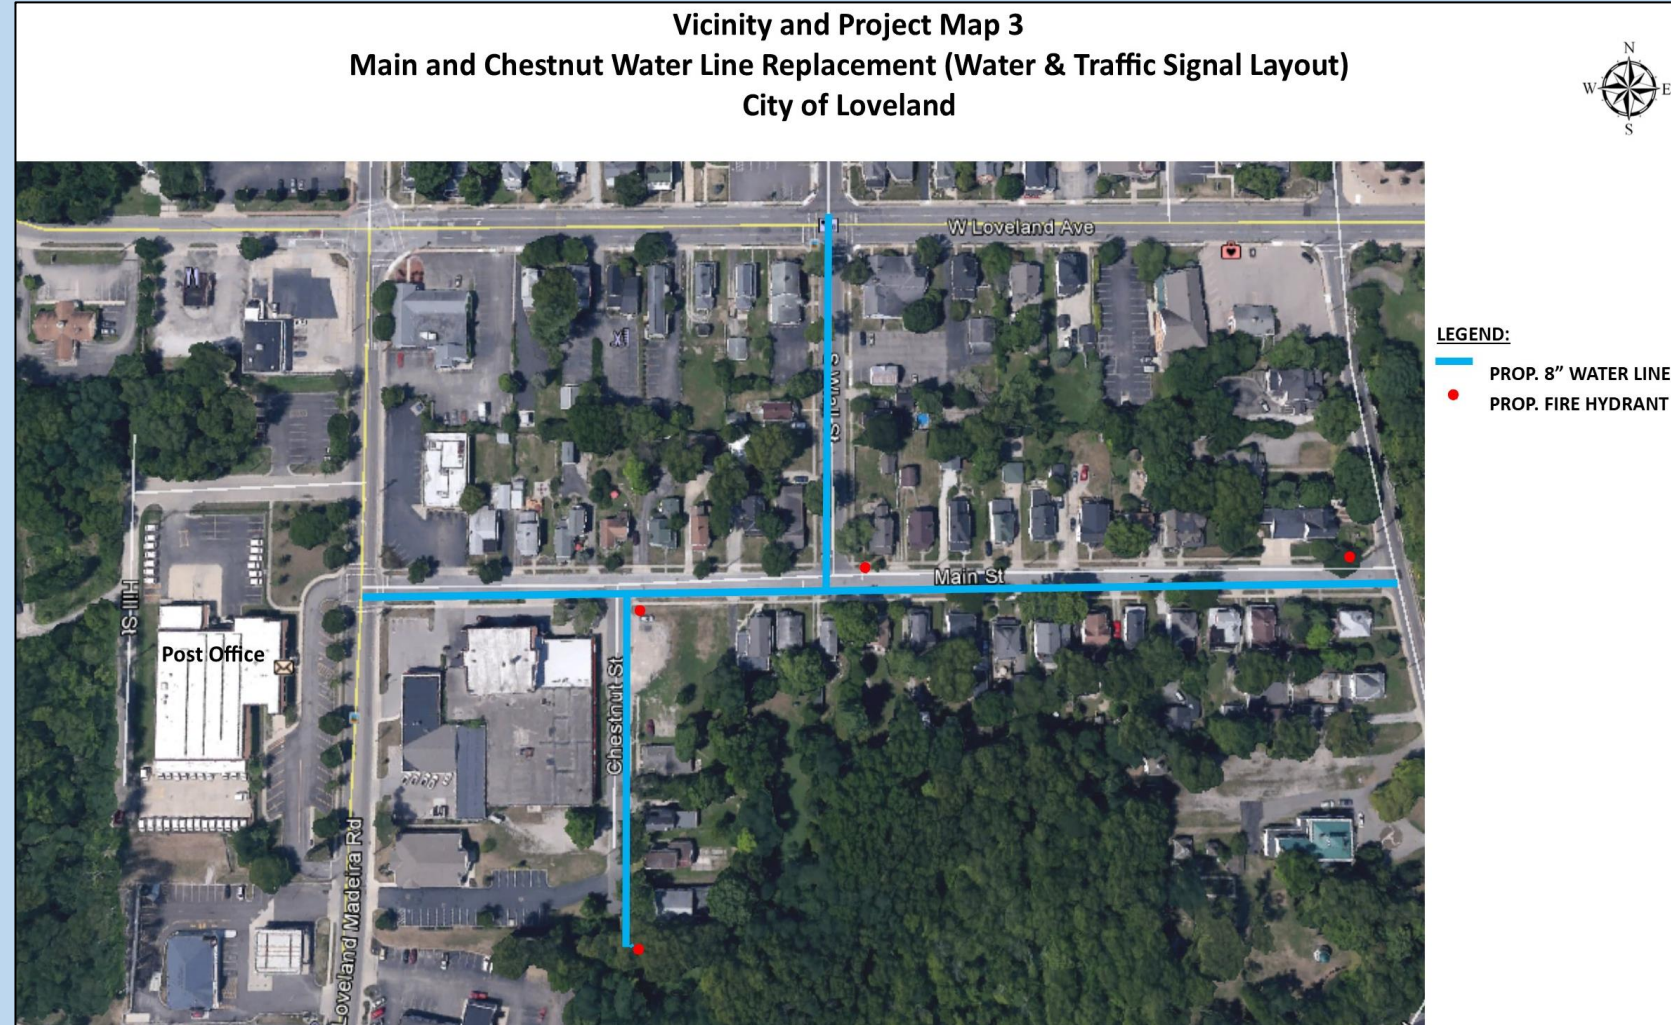 Vicinity and Project Map 3
Main and Chestnut Water Line Replacement (Water & Traffic Signal Layout)
City of Loveland
N
W E
S
W Loveland Ave
LEGEND:
PROP. 8” WATER LINE
PROP. FIRE HYDRANT
Main St
Hill St
Post Office
Chestnut St
Loveland Madeira Rd